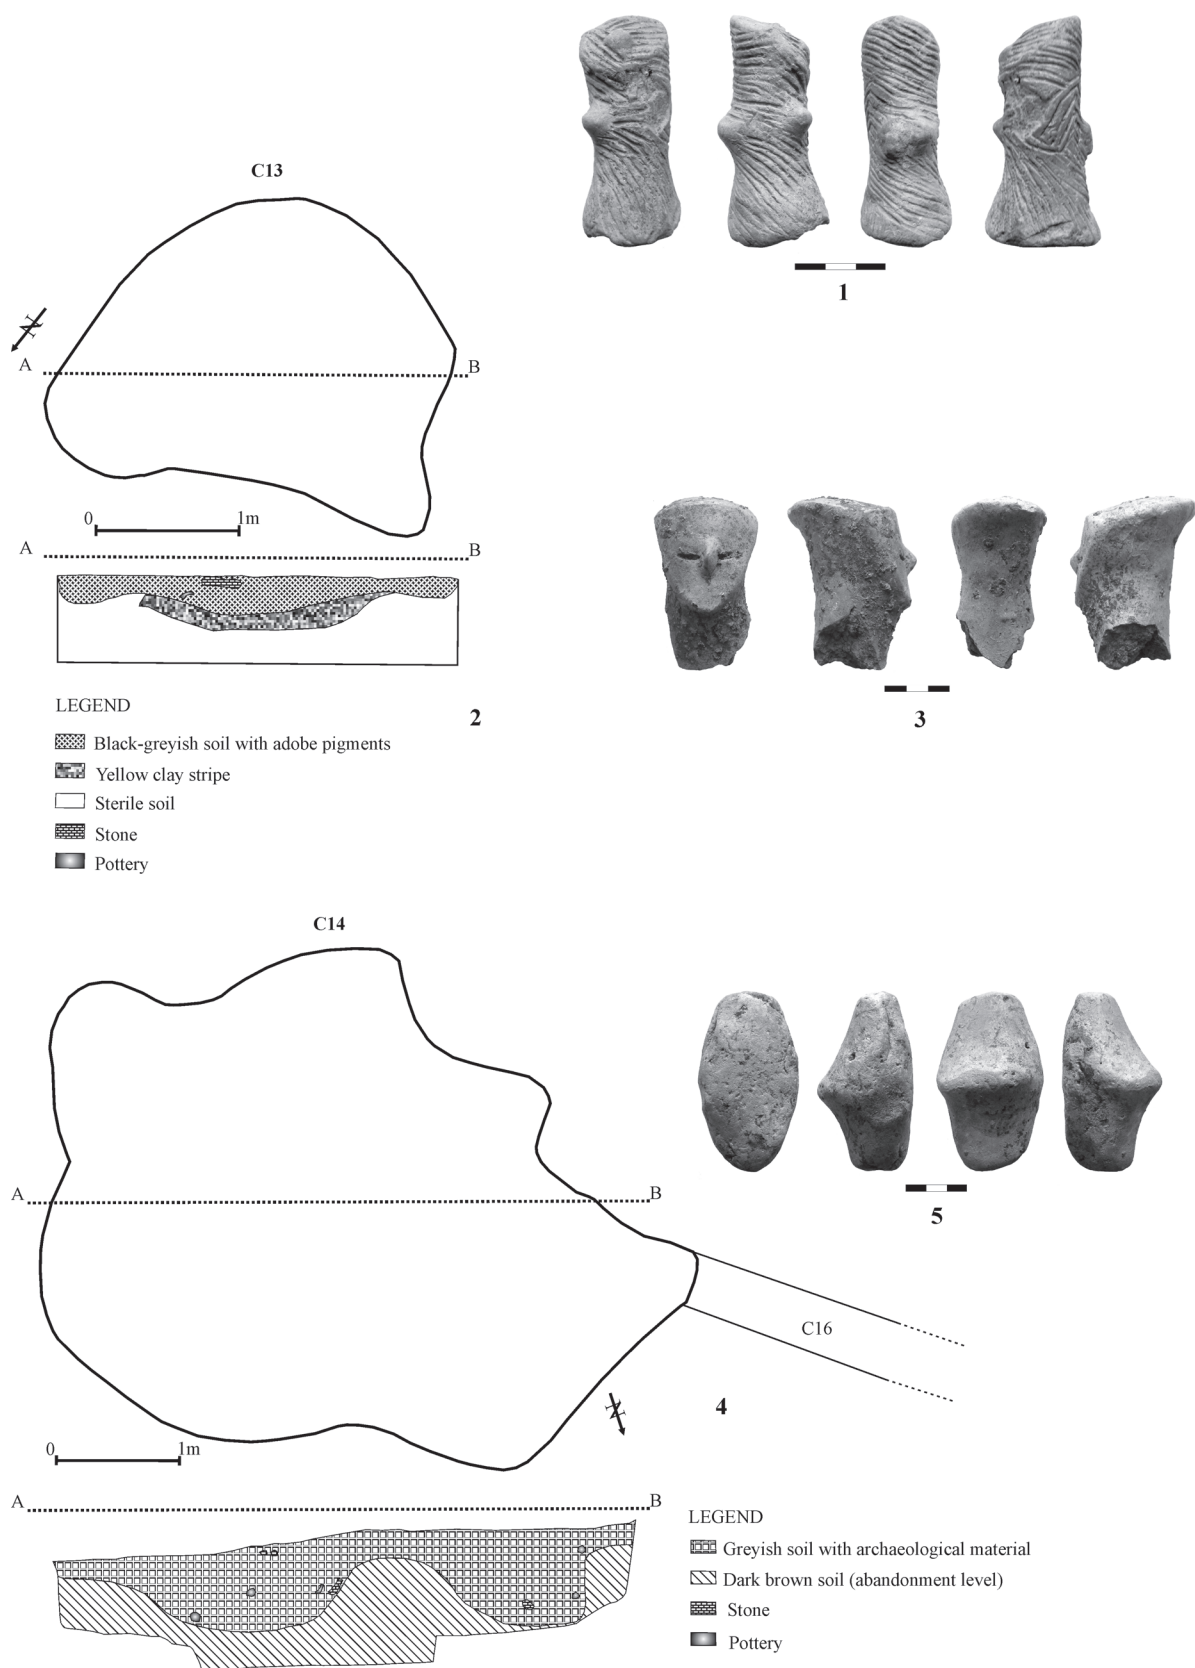 C13
N
A
B
0
1m
A
B
2
LEGEND
Black-greyish soil with adobe pigments
Yellow clay stripe
Sterile soil
Stone
Pottery
1
3
C14
A
B
5
C16
N
4
0
1m
A
B
LEGEND
Greyish soil with archaeological material
Dark brown soil (abandonment level)
Stone
Pottery